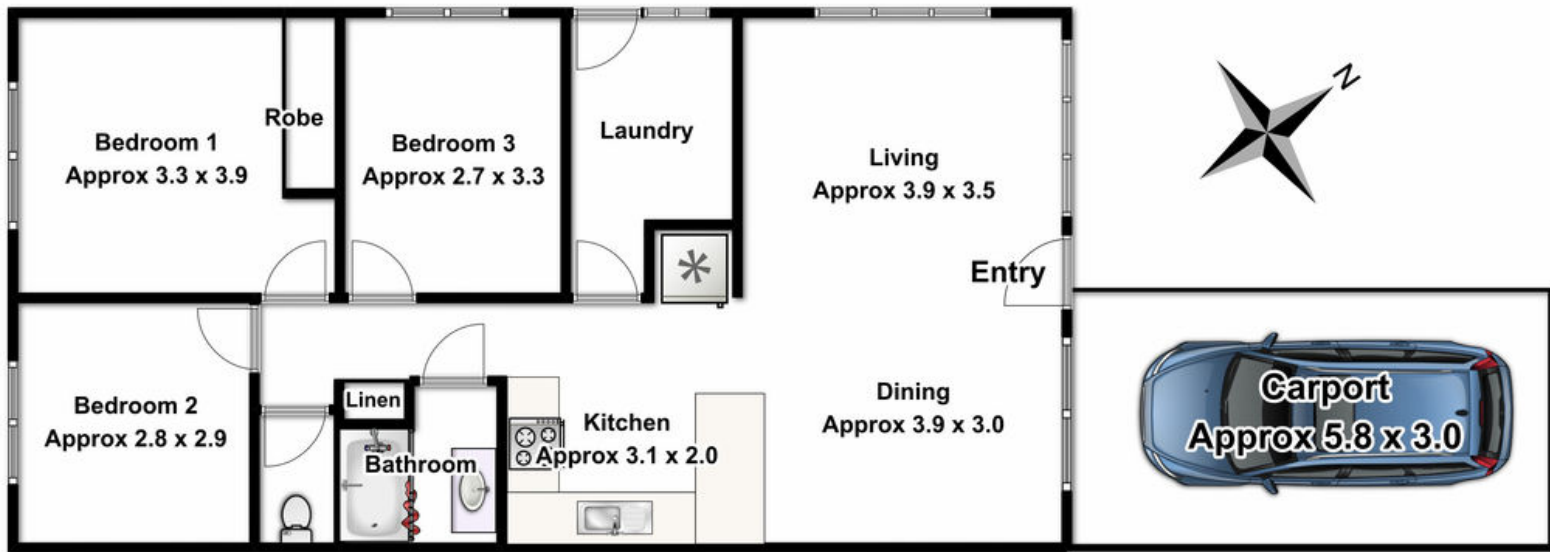 Bedroom 1
Approx 3.3 x 3.9
Robe
Bedroom 3
Approx 2.7 x 3.3
Laundry
Living
Approx 3.9 x 3.5
N
Entry
Bedroom 2
Approx 2.8 x 2.9
Linen
Bathroom
Kitchen
Approx 3.1 x 2.0
Dining
Approx 3.9 x 3.0
Carport
Approx 5.8 x 3.0